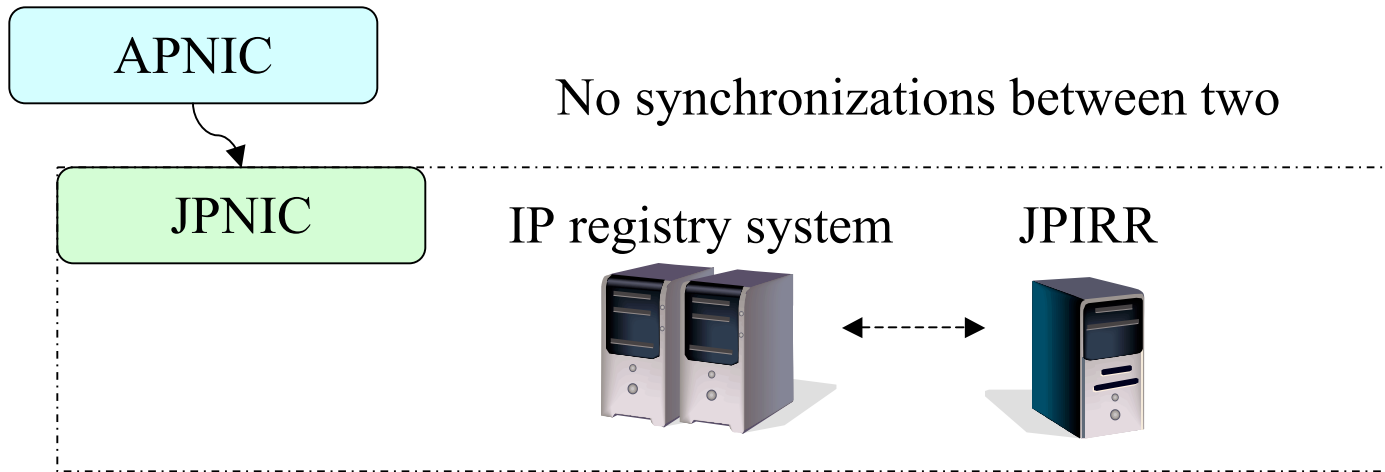 APNIC
No synchronizations between two
JPNIC
IP registry system
JPIRR